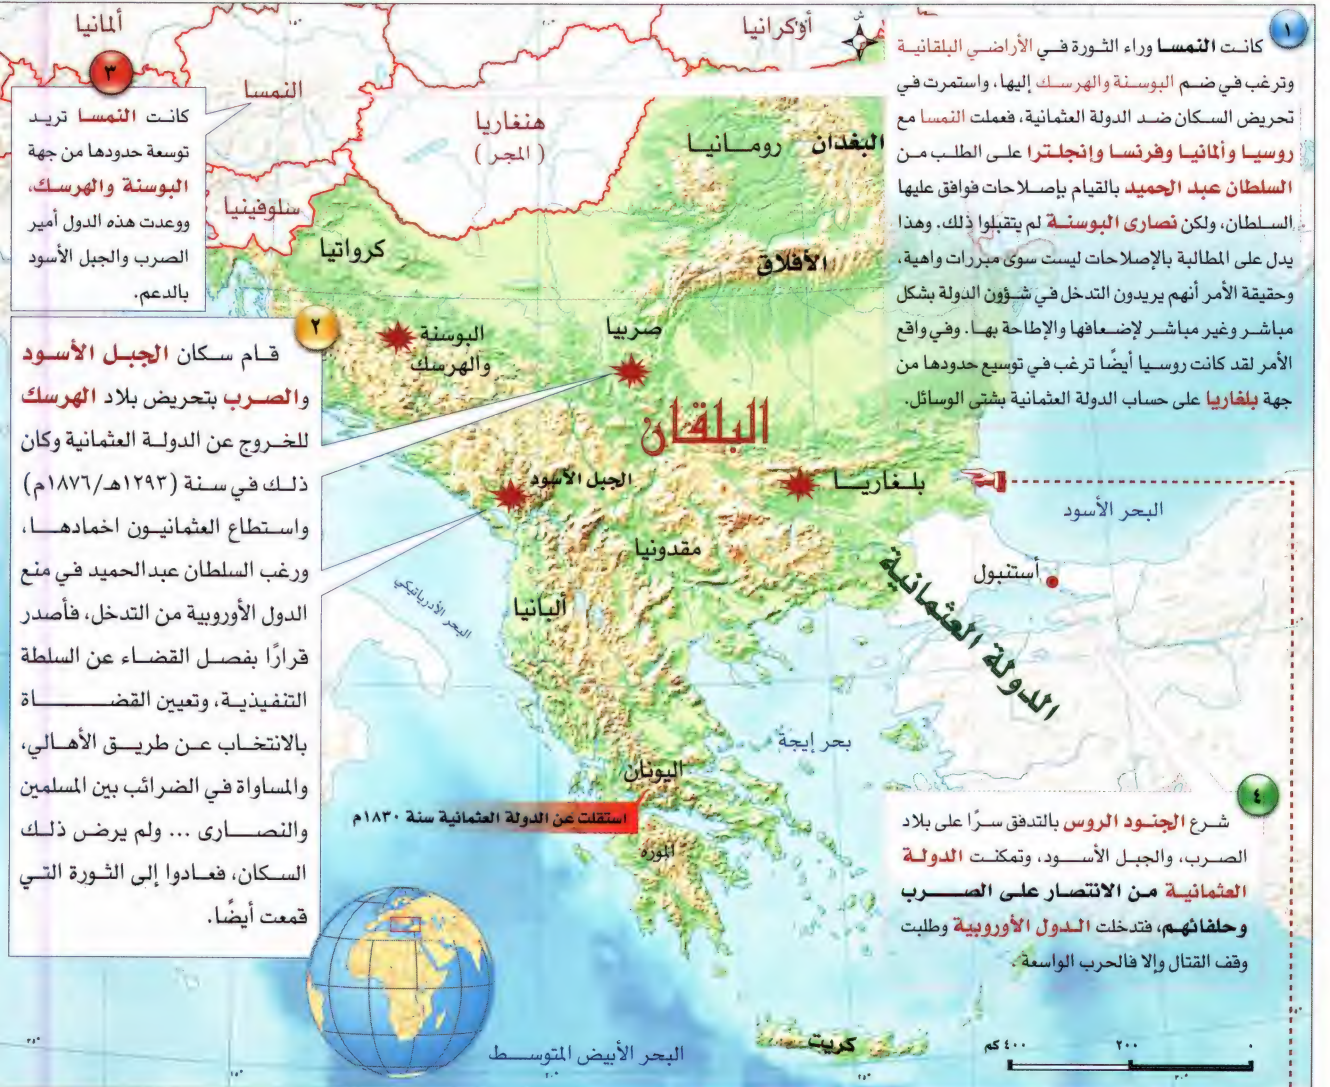 ١
كانت النمسا وراء الثورة في الأراضي البلقانية
وترغب في ضم البوسنة والهرسك إليها، واستمرت في
تحريض السكان ضد الدولة العثمانية، فعملت النمسا مع
روسيا وألمانيا وفرنسا وإنجلترا على الطلب من
السلطان عبد الحميد بالقيام بإصلاحات فوافق عليها
السلطان، ولكن نصارى البوسنة لم يتقبلوا ذلك. وهذا
يدل على المطالبة بالإصلاحات ليست سوى مبررات واهية،
وحقيقة الأمر أنهم يريدون التدخل في شؤون الدولة بشكل
مباشر وغير مباشر لإضعافها والإطاحة بها. وفي واقع
الأمر لقد كانت روسيا أيضًا ترغب في توسيع حدودها من
جهة بلغاريا على حساب الدولة العثمانية بشتى الوسائل.
٢
قام سكان الجبل الأسود
والصرب بتحريض بلاد الهرسك
للخروج عن الدولة العثمانية وكان
ذلك في سنة (١٢٩٣هـ/١٨٧٦م)
واستطاع العثمانيون اخمادها،
ورغب السلطان عبدالحميد في منع
الدول الأوروبية من التدخل، فأصدر
قرارًا بفصل القضاء عن السلطة
التنفيذية، وتعيين القضاة
بالانتخاب عن طريق الأهالي،
والمساواة في الضرائب بين المسلمين
والنصارى ... ولم يرض ذلك
السكان، فعادوا إلى الثورة التي
قمعت أيضًا.
٣
كانت النمسا تريد
توسعة حدودها من جهة
البوسنة والهرسك،
ووعدت هذه الدول أمير
الصرب والجبل الأسود
بالدعم.
٤
شرع الجنود الروس بالتدفق سرًا على بلاد
الصرب، والجبل الأسود، وتمكنت الدولة
العثمانية من الانتصار على الصرب
وحلفائهم، فتدخلت الدول الأوروبية وطلبت
وقف القتال وإلا فالحرب الواسعة.
ألمانيا
أوكرانيا
ش
النمسا
هنغاريا
(المجر)
سلوفينيا
كرواتيا
رومانيا
البغدان
الأفلاق
صربيا
البوسنة
والهرسك
البلقان
الجبل الأسود
بلغاريا
البحر الأسود
مقدونيا
ألبانيا
أستنبول
الدولة العثمانية
البحر الأدرياتيكي
بحر إيجة
اليونان
استقلت عن الدولة العثمانية سنة ١٨٣٠م
المورة
كريت
البحر الأبيض المتوسط
٠ ٢٠٠ ٤٠٠ كم